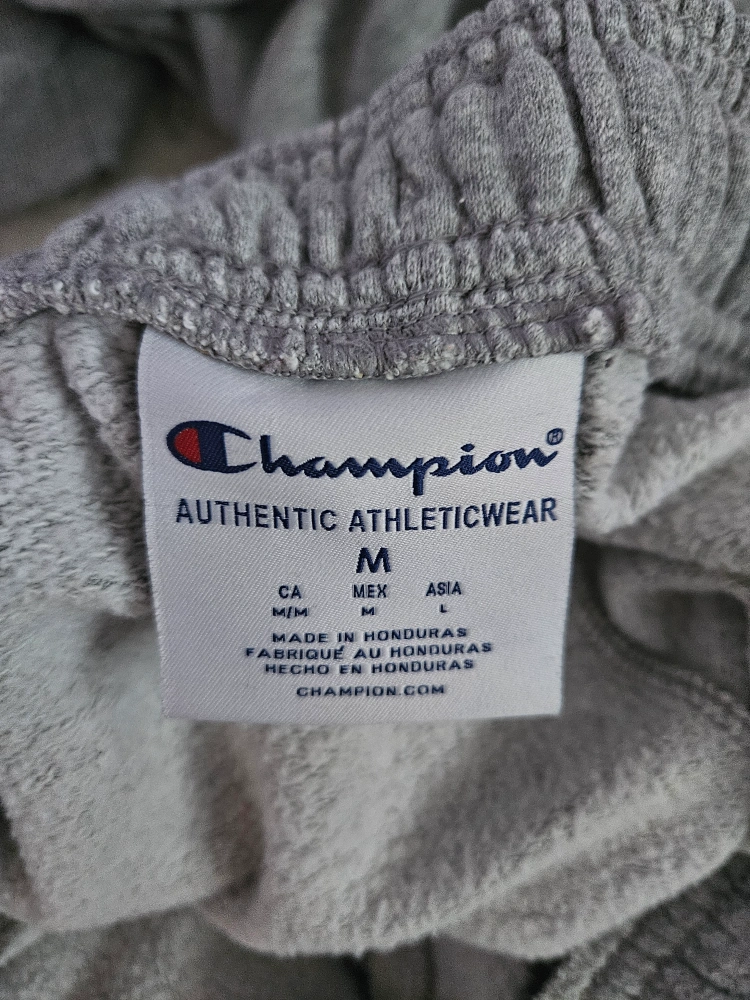 Champion®
AUTHENTIC ATHLETICWEAR
M
CA MEX ASIA
M/M M L
MADE IN HONDURAS
FABRIQUÉ AU HONDURAS
HECHO EN HONDURAS
CHAMPION.COM